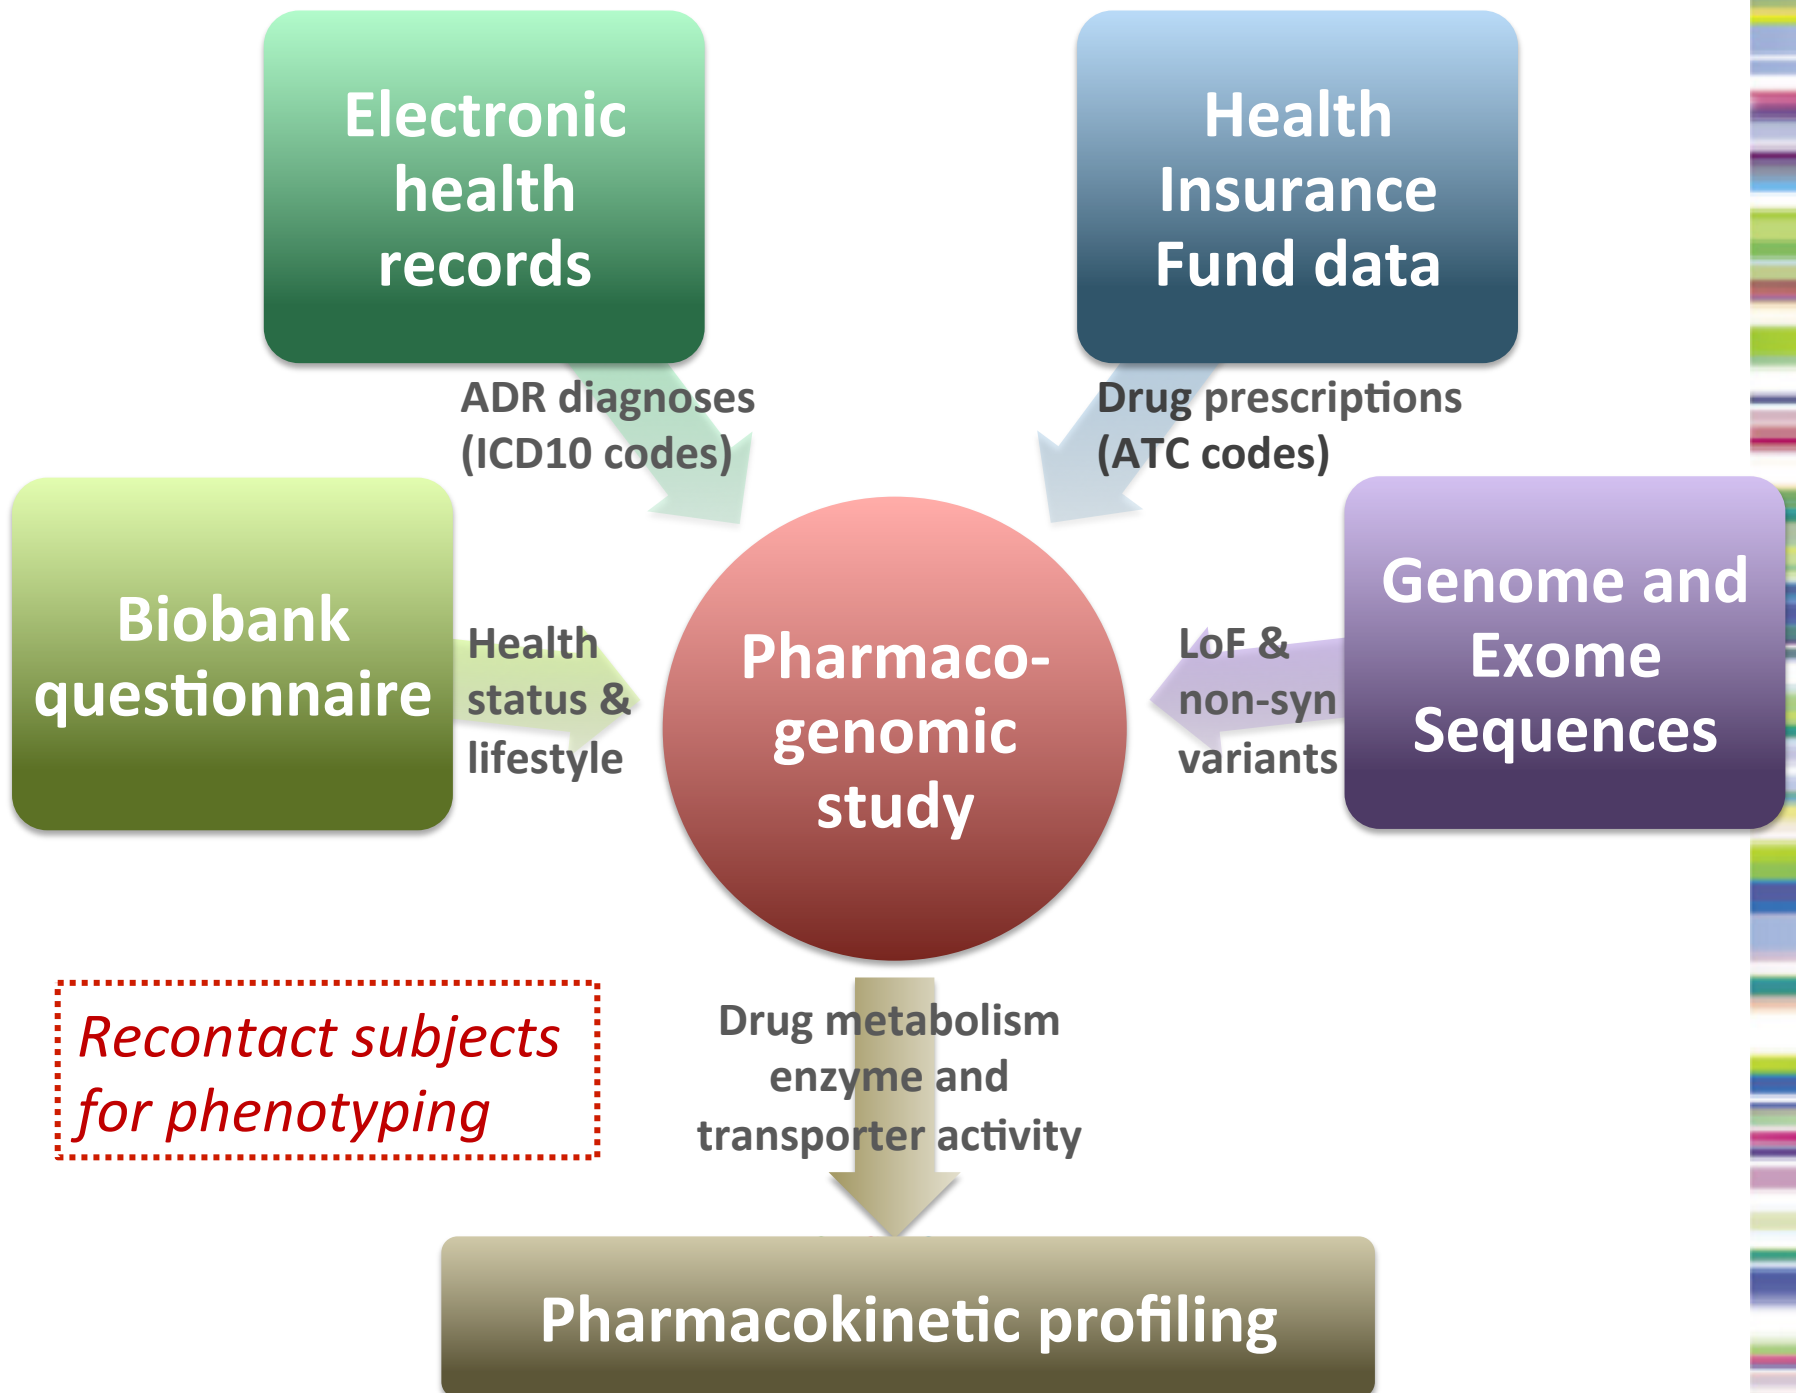 Electronic
health
records
Health
Insurance
Fund data
ADR diagnoses
(ICD10 codes)
Drug prescriptions
(ATC codes)
Biobank
questionnaire
Health
status &
lifestyle
Pharmaco-
genomic
study
LoF &
non-syn
variants
Genome and
Exome
Sequences
Recontact subjects
for phenotyping
Drug metabolism
enzyme and
transporter activity
Pharmacokinetic profiling